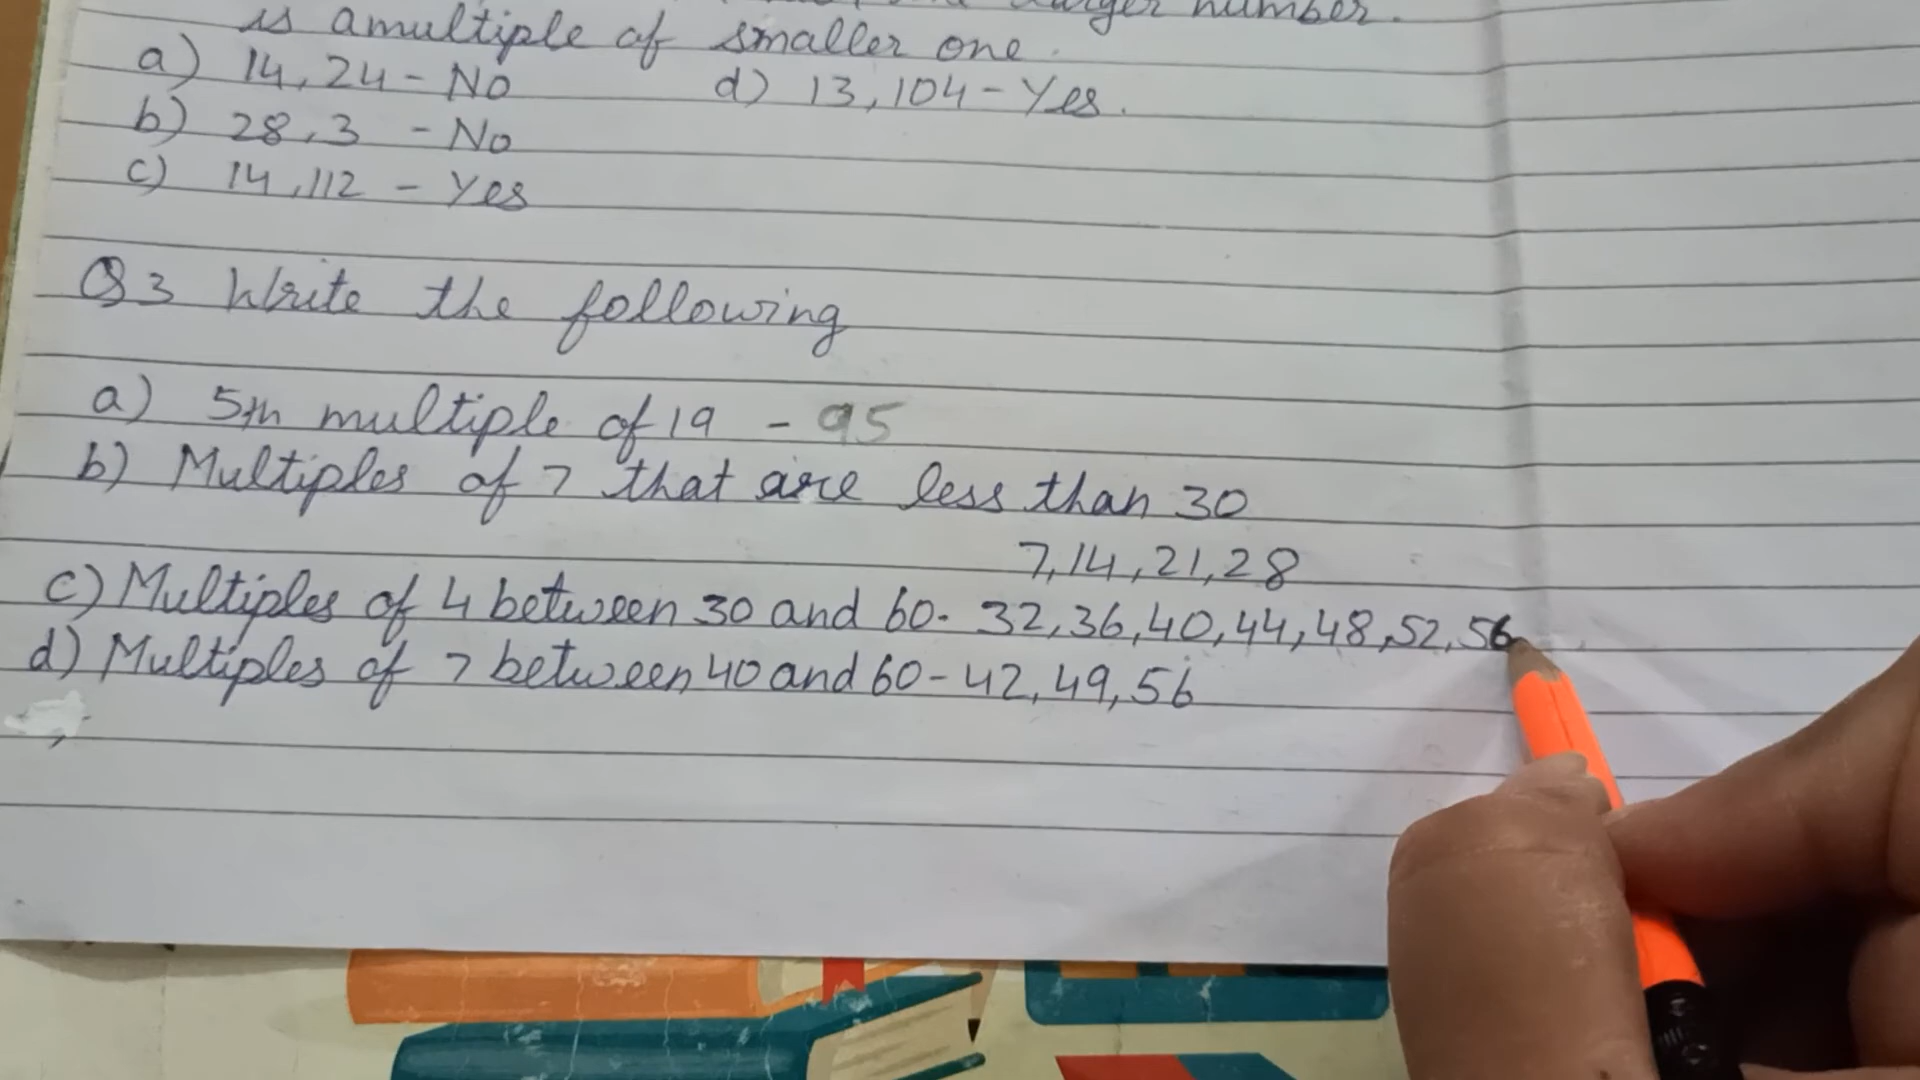 larger number.
is amultiple of smaller one.
a) 14, 24 - No d) 13, 104 - Yes.
b) 28, 3 - No
c) 14, 112 - Yes
Q3 Write the following
a) 5th multiple of 19 - 95
b) Multiples of 7 that are less than 30
7, 14, 21, 28
c) Multiples of 4 between 30 and 60- 32, 36, 40, 44, 48, 52, 56
d) Multiples of 7 between 40 and 60 - 42, 49, 56